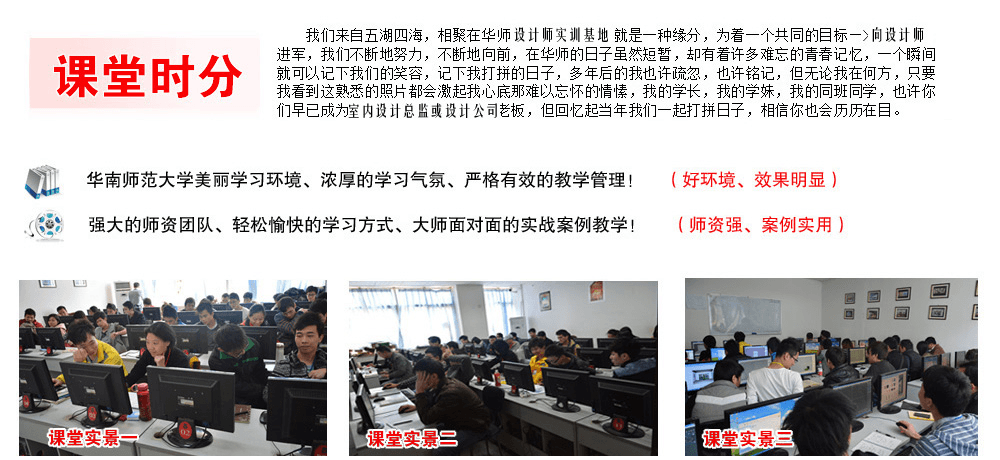 课堂时分
我们来自五湖四海，相聚在华师设计师实训基地 就是一种缘分，为着一个共同的目标一>向设计师
进军，我们不断地努力，不断地向前，在华师的日子虽然短暂，却有着许多难忘的青春记忆，一个瞬间
就可以记下我们的笑容，记下我打拼的日子，多年后的我也许疏忽，也许铭记，但无论我在何方，只要
我看到这熟悉的照片都会激起我心底那难以忘怀的情愫，我的学长，我的学妹，我的同班同学，也许你
们早已成为室内设计总监或设计公司老板，但回忆起当年我们一起打拼日子，相信你也会历历在目。
华南师范大学美丽学习环境、浓厚的学习气氛、严格有效的教学管理！ （好环境、效果明显）
强大的师资团队、轻松愉快的学习方式、大师面对面的实战案例教学！ （师资强、案例实用）
课堂实景一
课堂实景二
课堂实景三